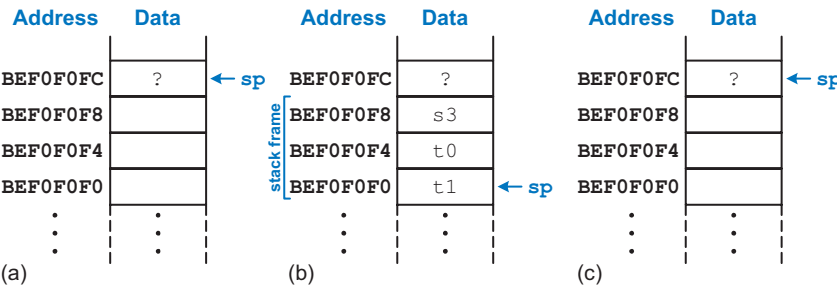 Address Data Address Data Address Data
BEF0F0FC ? sp BEF0F0FC ? BEF0F0FC ? sp
BEF0F0F8 BEF0F0F8 s3 BEF0F0F8
BEF0F0F4 BEF0F0F4 t0 BEF0F0F4
BEF0F0F0 BEF0F0F0 t1 sp BEF0F0F0
stack frame
(a) (b) (c)